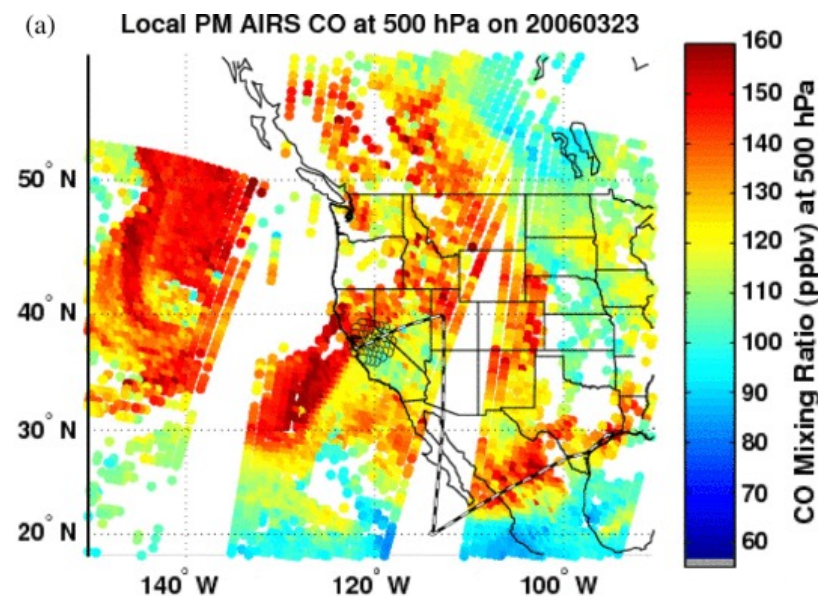 (a) Local PM AIRS CO at 500 hPa on 20060323
160
150
140
130
120
110
100
90
80
70
60
CO Mixing Ratio (ppbv) at 500 hPa
50° N
40° N
30° N
20° N
140° W 120° W 100° W